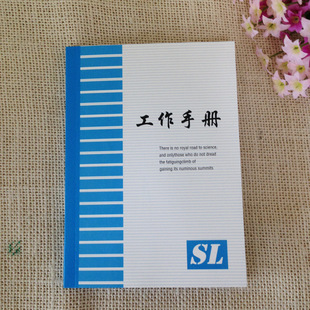 工作手册
There is no royal road to science,
and onlythose who do not dread
the fatiguingclimb of
gaining its numinous summits
SL